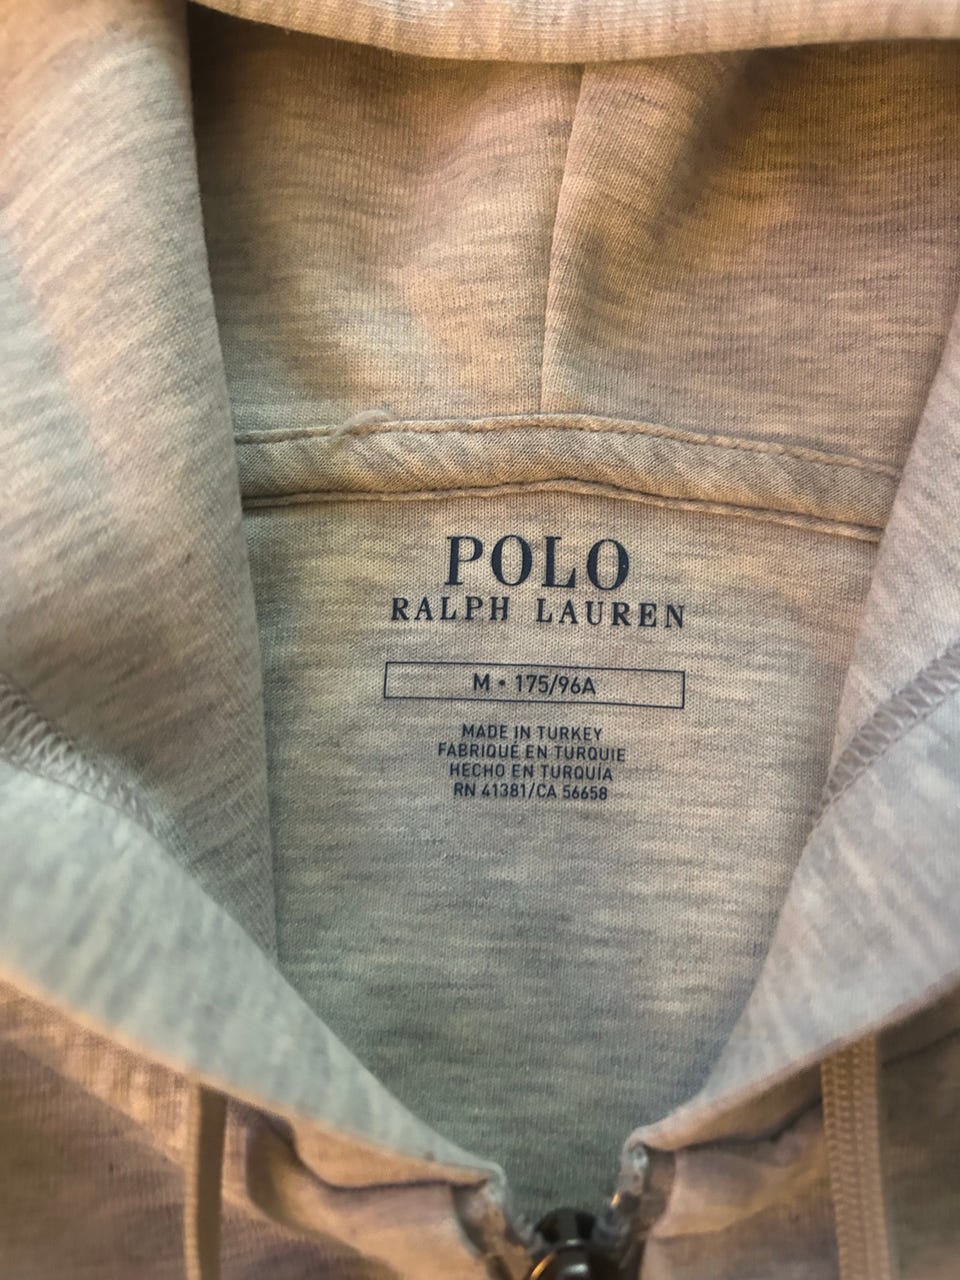 POLO
RALPH LAUREN
M • 175/96A
MADE IN TURKEY
FABRIQUÉ EN TURQUIE
HECHO EN TURQUÍA
RN 41381/CA 56658